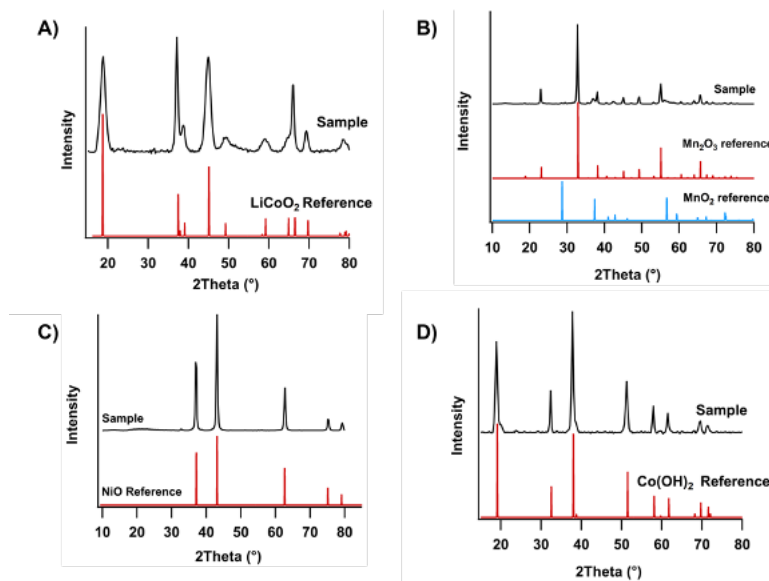 A)
Intensity
Sample
LiCoO₂ Reference
20 30 40 50 60 70 80
2Theta (°)
B)
Intensity
Sample
Mn₂O₃ reference
MnO₂ reference
10 20 30 40 50 60 70 80
2Theta (°)
C)
Intensity
Sample
NiO Reference
10 20 30 40 50 60 70 80
2Theta (°)
D)
Intensity
Sample
Co(OH)₂ Reference
20 30 40 50 60 70 80
2Theta (°)